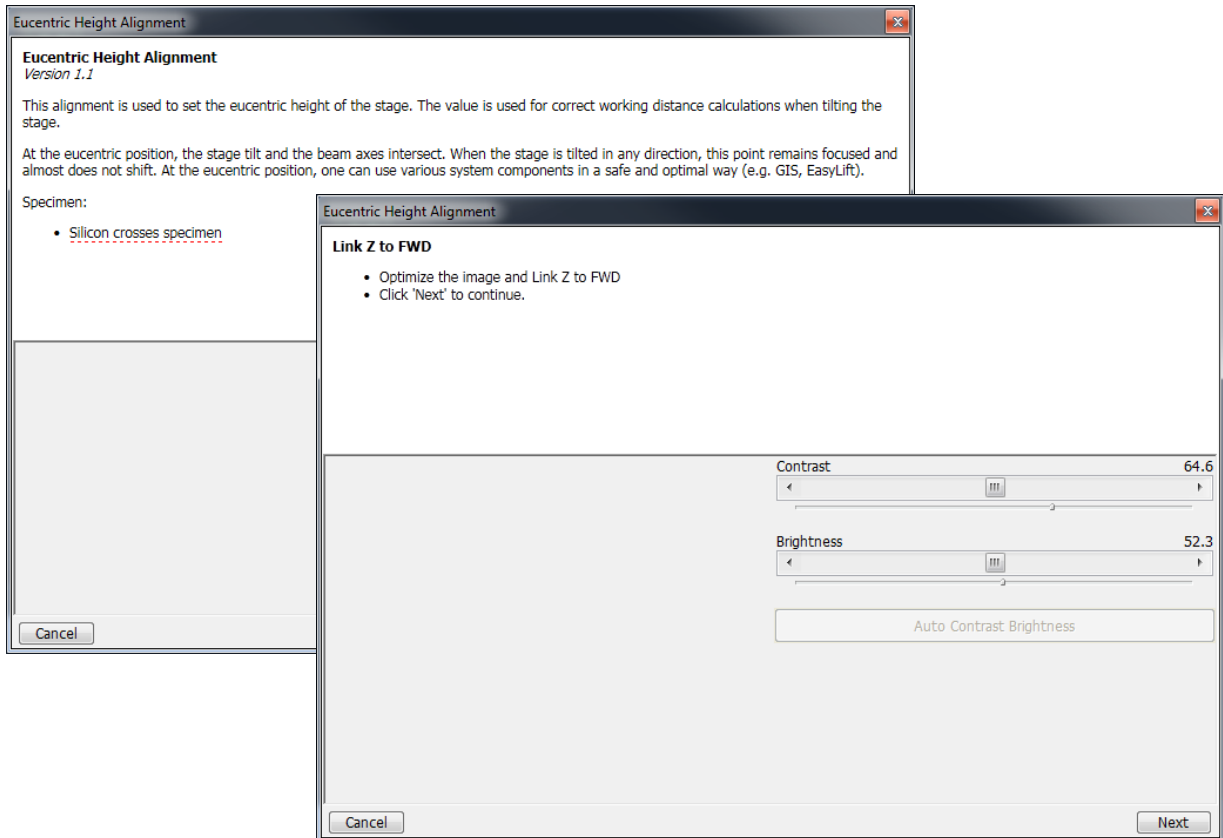 Eucentric Height Alignment
Eucentric Height Alignment
Version 1.1
This alignment is used to set the eucentric height of the stage. The value is used for correct working distance calculations when tilting the
stage.
At the eucentric position, the stage tilt and the beam axes intersect. When the stage is tilted in any direction, this point remains focused and
almost does not shift. At the eucentric position, one can use various system components in a safe and optimal way (e.g. GIS, EasyLift).
Specimen:
• Silicon crosses specimen
Cancel
Eucentric Height Alignment
Link Z to FWD
• Optimize the image and Link Z to FWD
• Click 'Next' to continue.
Contrast 64.6
Brightness 52.3
Auto Contrast Brightness
Cancel Next